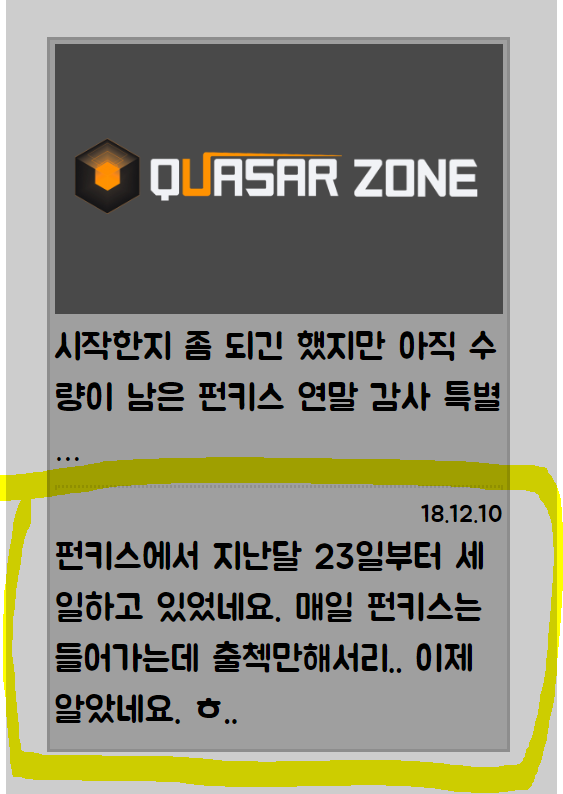 QUASAR ZONE
시작한지 좀 되긴 했지만 아직 수
량이 남은 펀키스 연말 감사 특별
...
18.12.10
펀키스에서 지난달 23일부터 세
일하고 있었네요. 매일 펀키스는
들어가는데 출첵만해서리.. 이제
알았네요. ㅎ..